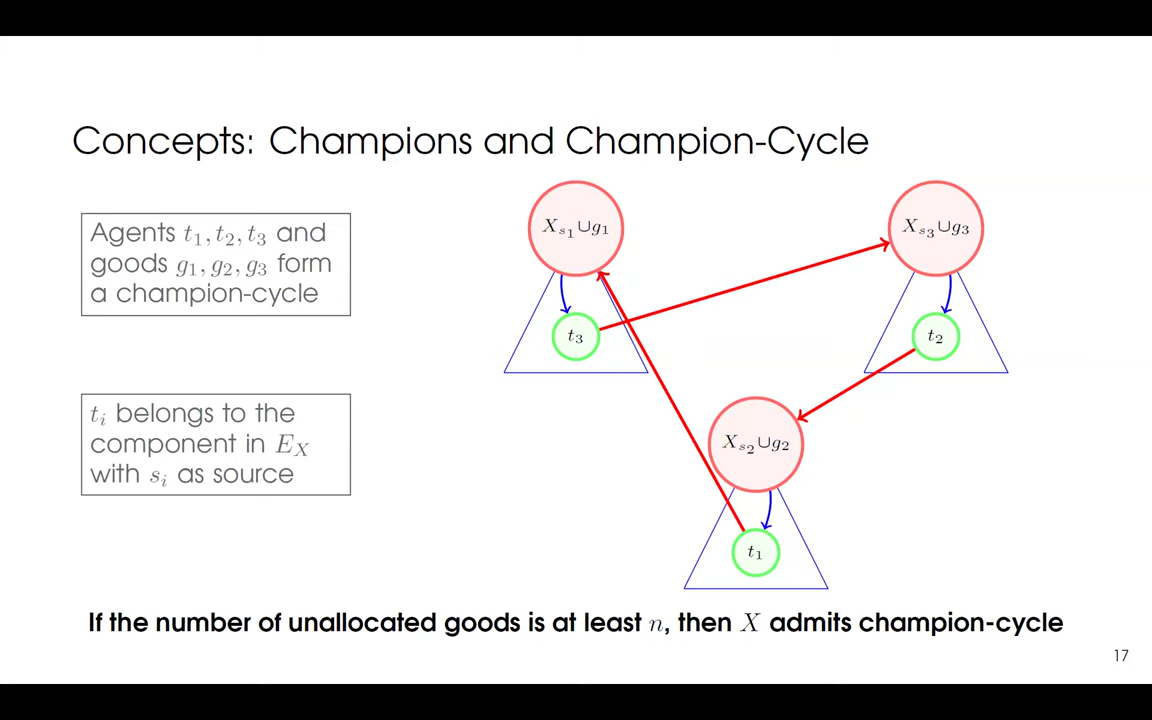 Concepts: Champions and Champion-Cycle
Agents t₁, t₂, t₃ and
goods g₁, g₂, g₃ form
a champion-cycle
tᵢ belongs to the
component in E_X
with sᵢ as source
X_{s₁} ∪ g₁
t₃
X_{s₃} ∪ g₃
t₂
X_{s₂} ∪ g₂
t₁
If the number of unallocated goods is at least n, then X admits champion-cycle
17